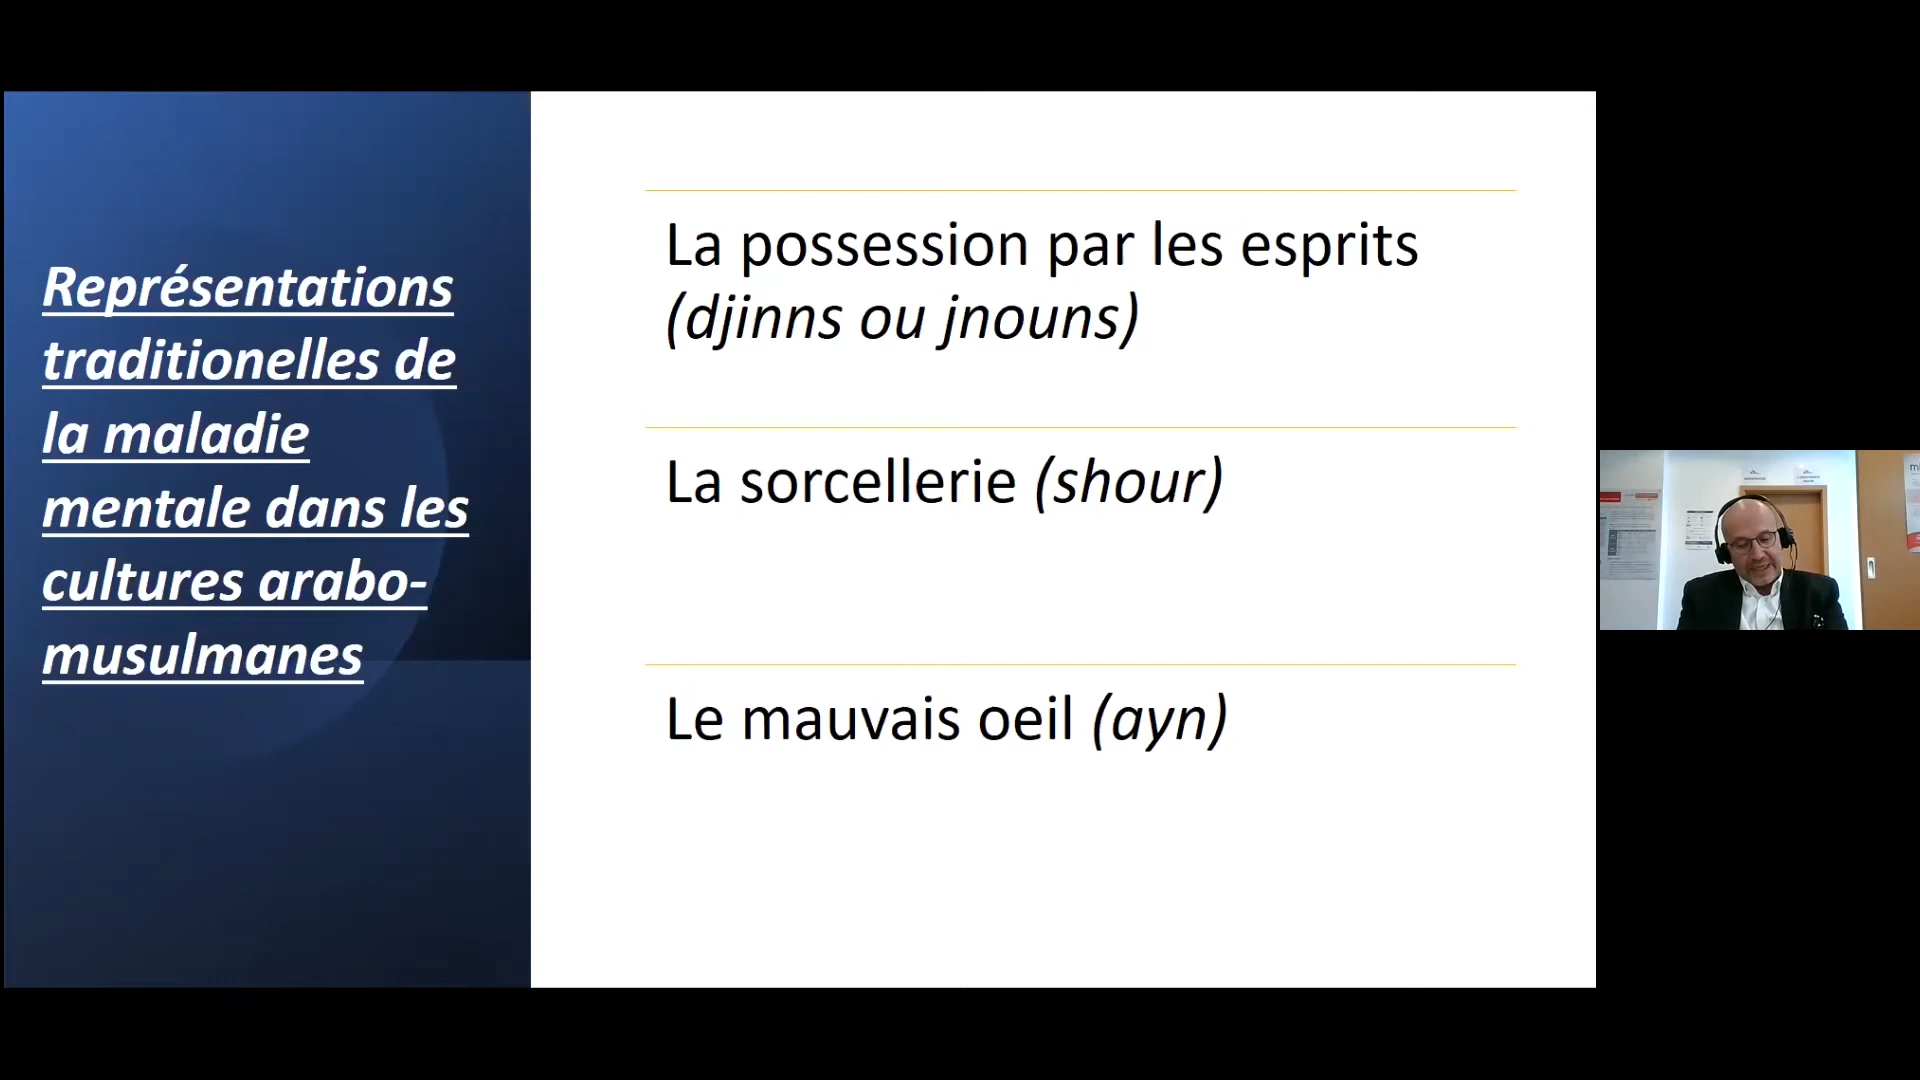 Représentations
traditionelles de
la maladie
mentale dans les
cultures arabo-
musulmanes
La possession par les esprits
(djinns ou jnouns)
La sorcellerie (shour)
Le mauvais oeil (ayn)